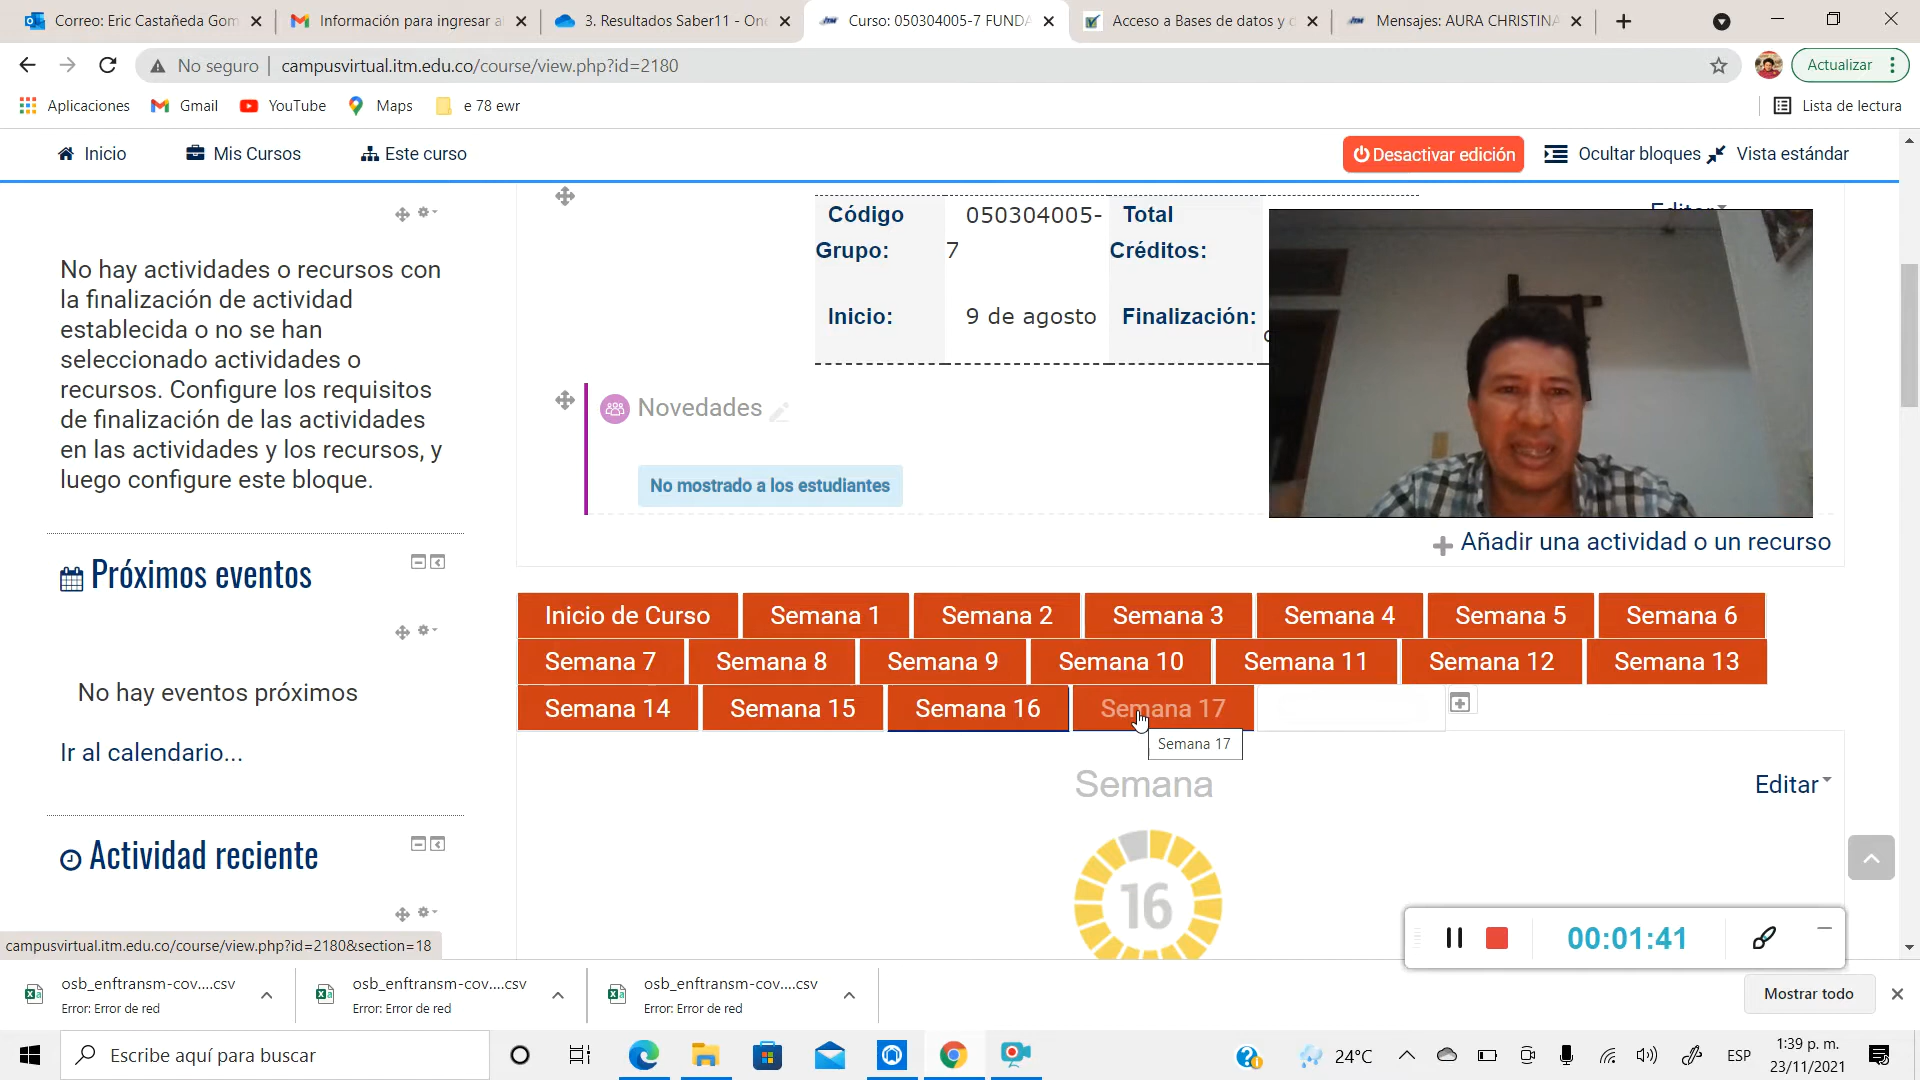 Correo: Eric Castañeda Gom
Información para ingresar a
3. Resultados Saber11 - On
Curso: 050304005-7 FUNDA
Acceso a Bases de datos y d
Mensajes: AURA CHRISTINA
No seguro
campusvirtual.itm.edu.co/course/view.php?id=2180
Actualizar
Aplicaciones
Gmail
YouTube
Maps
e 78 ewr
Lista de lectura
Inicio
Mis Cursos
Este curso
Desactivar edición
Ocultar bloques
Vista estándar
No hay actividades o recursos con
la finalización de actividad
establecida o no se han
seleccionado actividades o
recursos. Configure los requisitos
de finalización de las actividades
en las actividades y los recursos, y
luego configure este bloque.
Próximos eventos
No hay eventos próximos
Ir al calendario...
Actividad reciente
Código Grupo:
050304005-7
Total Créditos:
Editar
Inicio:
9 de agosto
Finalización:
Novedades
No mostrado a los estudiantes
Añadir una actividad o un recurso
Inicio de Curso
Semana 1
Semana 2
Semana 3
Semana 4
Semana 5
Semana 6
Semana 7
Semana 8
Semana 9
Semana 10
Semana 11
Semana 12
Semana 13
Semana 14
Semana 15
Semana 16
Semana 17
Semana 17
Semana
Editar
16
00:01:41
campusvirtual.itm.edu.co/course/view.php?id=2180&section=18
osb_enftransm-cov....csv
Error: Error de red
osb_enftransm-cov....csv
Error: Error de red
osb_enftransm-cov....csv
Error: Error de red
Mostrar todo
Escribe aquí para buscar
24°C
ESP
1:39 p. m.
23/11/2021